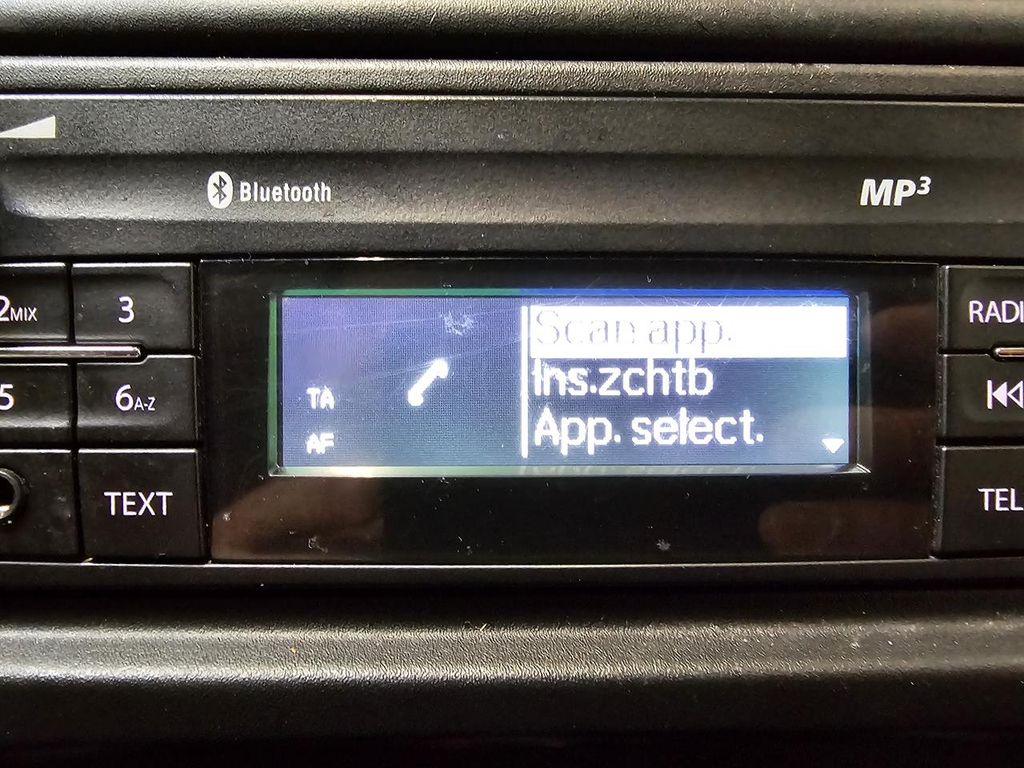 Bluetooth
MP3
2MIX
3
RADI
Scan app.
Ins.zchtb
App. select.
TA
AF
5
6A-Z
TEXT
TEL